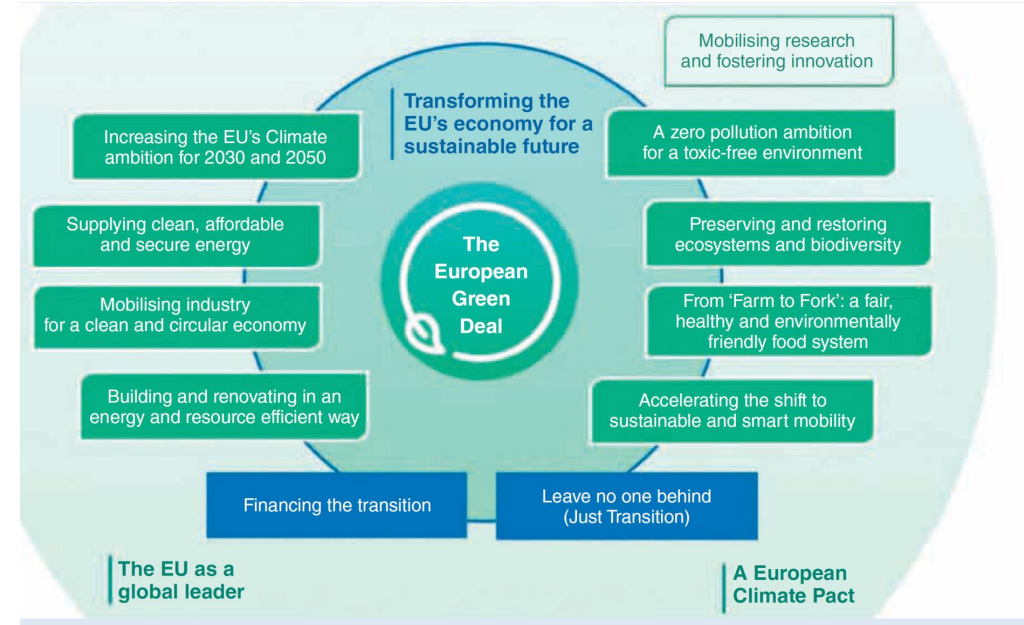 Mobilising research
and fostering innovation
Transforming the
EU's economy for a
sustainable future
Increasing the EU's Climate
ambition for 2030 and 2050
A zero pollution ambition
for a toxic-free environment
Supplying clean, affordable
and secure energy
Preserving and restoring
ecosystems and biodiversity
The
European
Green
Deal
Mobilising industry
for a clean and circular economy
From ‘Farm to Fork’: a fair,
healthy and environmentally
friendly food system
Building and renovating in an
energy and resource efficient way
Accelerating the shift to
sustainable and smart mobility
Financing the transition
Leave no one behind
(Just Transition)
The EU as a
global leader
A European
Climate Pact